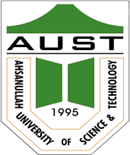 AUST
1995
AHSANULLAH UNIVERSITY OF SCIENCE & TECHNOLOGY